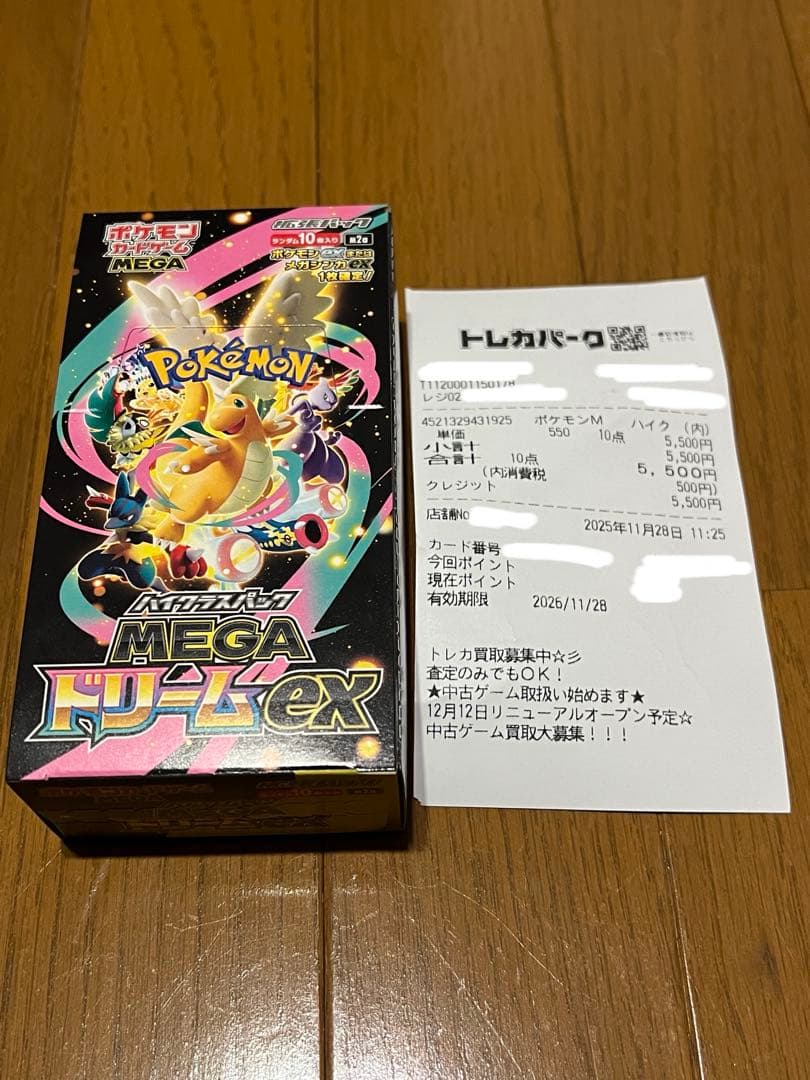 ポケモン
カードゲーム
MEGA
拡張パック
ランダム10枚入り
ポケモンexまたは
メガシンカex
1枚確定!
POKéMON
ハイクラスパック
MEGA
ドリームex
ドリームex
トレカパーク
T1120001150178
レジ02
4521329431925 ポケモンM ハイク (内)
単価 550 10点 5,500円
小計 5,500円
合計 10点 5,500円
(内消費税 500円)
クレジット 5,500円
店舗No
2025年11月28日 11:25
カード番号
今回ポイント
現在ポイント
有効期限 2026/11/28
トレカ買取募集中☆彡
査定のみでもOK!
★中古ゲーム取扱い始めます★
12月12日リニューアルオープン予定☆
中古ゲーム買取大募集!!!